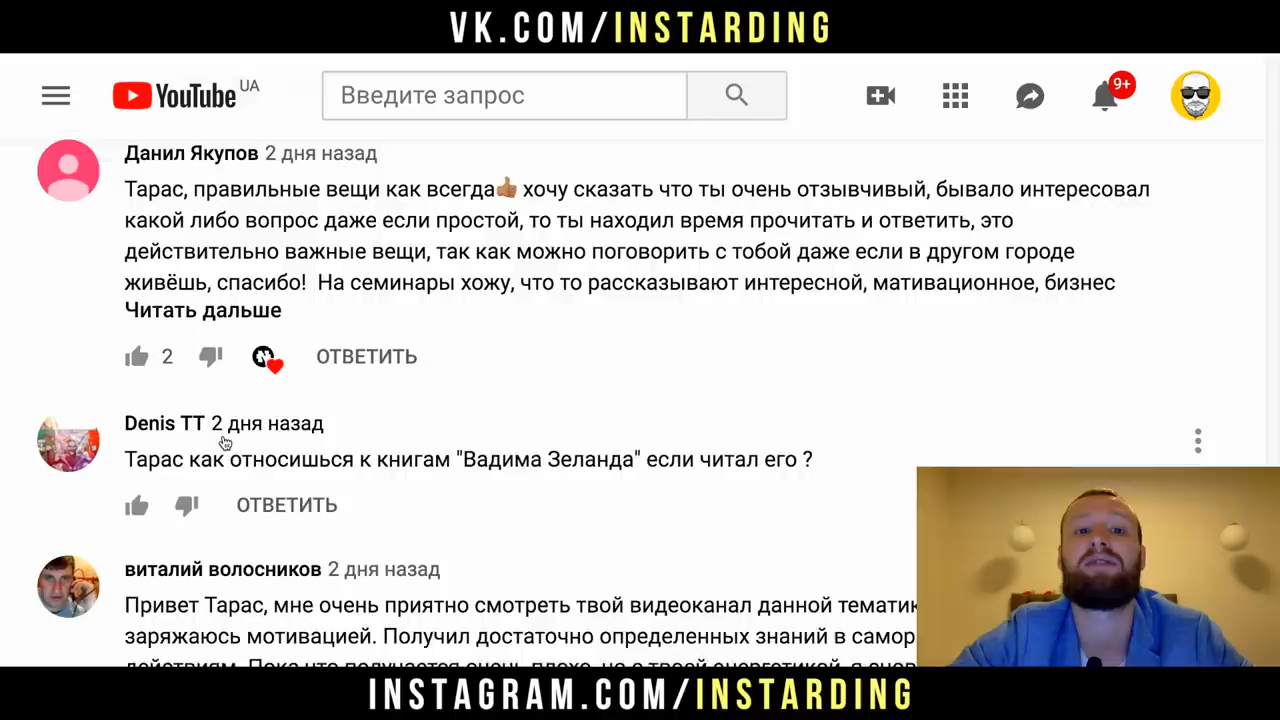 VK.COM/INSTARDING
YouTube UA
Введите запрос
9+
Данил Якупов 2 дня назад
Тарас, правильные вещи как всегда👍🏽 хочу сказать что ты очень отзывчивый, бывало интересовал
какой либо вопрос даже если простой, то ты находил время прочитать и ответить, это
действительно важные вещи, так как можно поговорить с тобой даже если в другом городе
живёшь, спасибо! На семинары хожу, что то рассказывают интересной, мативационное, бизнес
Читать дальше
2 ОТВЕТИТЬ
Denis TT 2 дня назад
Тарас как относишься к книгам "Вадима Зеланда" если читал его ?
ОТВЕТИТЬ
виталий волосников 2 дня назад
Привет Тарас, мне очень приятно смотреть твой видеоканал данной тематик
заряжаюсь мотивацией. Получил достаточно определенных знаний в самор
INSTAGRAM.COM/INSTARDING